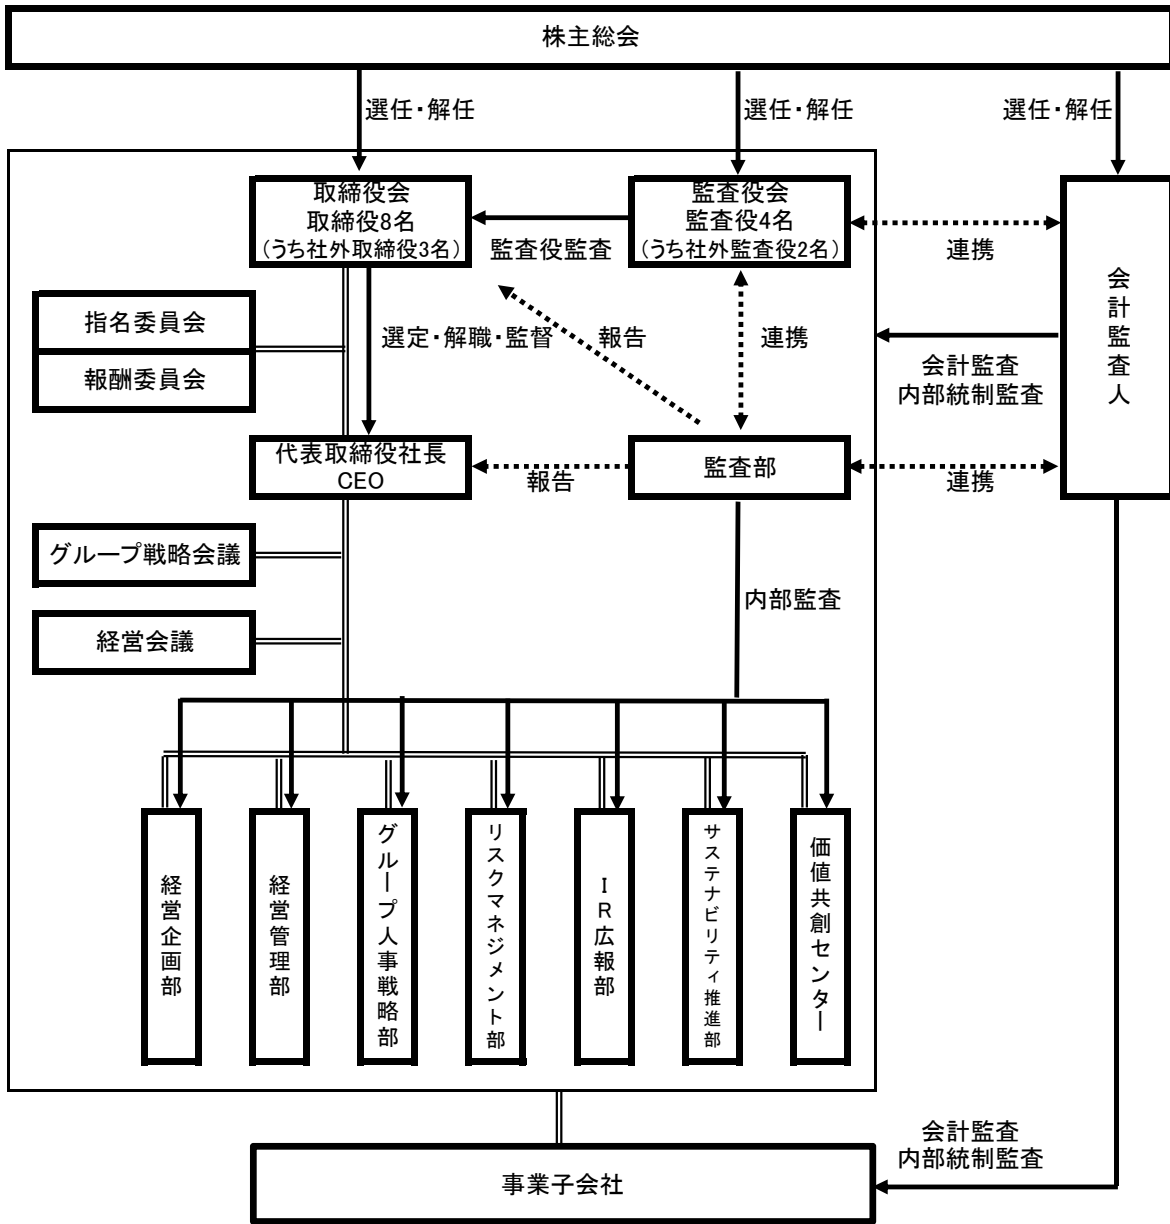 株主総会
選任・解任
選任・解任
選任・解任
取締役会
取締役8名
(うち社外取締役3名)
監査役会
監査役4名
(うち社外監査役2名)
監査役監査
連携
会計監査人
指名委員会
報酬委員会
選定・解職・監督
報告
連携
会計監査
内部統制監査
代表取締役社長
CEO
報告
監査部
連携
グループ戦略会議
内部監査
経営会議
経営企画部
経営管理部
グループ人事戦略部
リスクマネジメント部
IR広報部
サステナビリティ推進部
価値共創センター
会計監査
内部統制監査
事業子会社